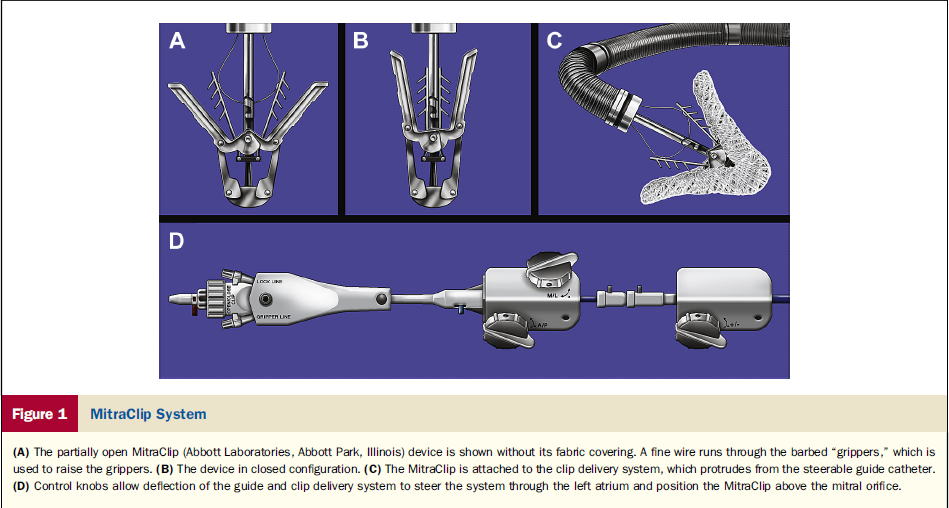 A
B
C
D
LOCK LINE
OPEN/CLOSE
CLIP
GRIPPER LINE
M/L
A/P
+/-
Figure 1 MitraClip System
(A) The partially open MitraClip (Abbott Laboratories, Abbott Park, Illinois) device is shown without its fabric covering. A fine wire runs through the barbed “grippers,” which is
used to raise the grippers. (B) The device in closed configuration. (C) The MitraClip is attached to the clip delivery system, which protrudes from the steerable guide catheter.
(D) Control knobs allow deflection of the guide and clip delivery system to steer the system through the left atrium and position the MitraClip above the mitral orifice.